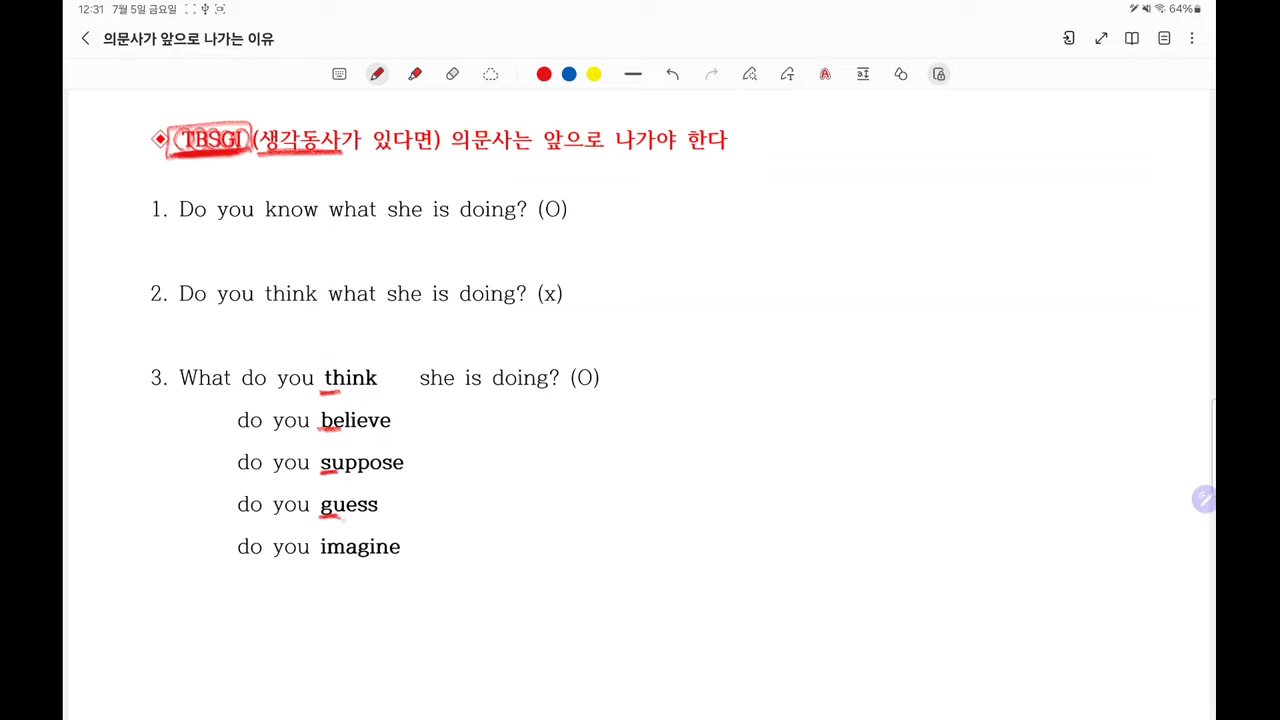 12:31 7월 5일 금요일 64%
의문사가 앞으로 나가는 이유
◈ TBSGI (생각동사가 있다면) 의문사는 앞으로 나가야 한다
1. Do you know what she is doing? (O)
2. Do you think what she is doing? (x)
3. What do you think she is doing? (O)
do you believe
do you suppose
do you guess
do you imagine